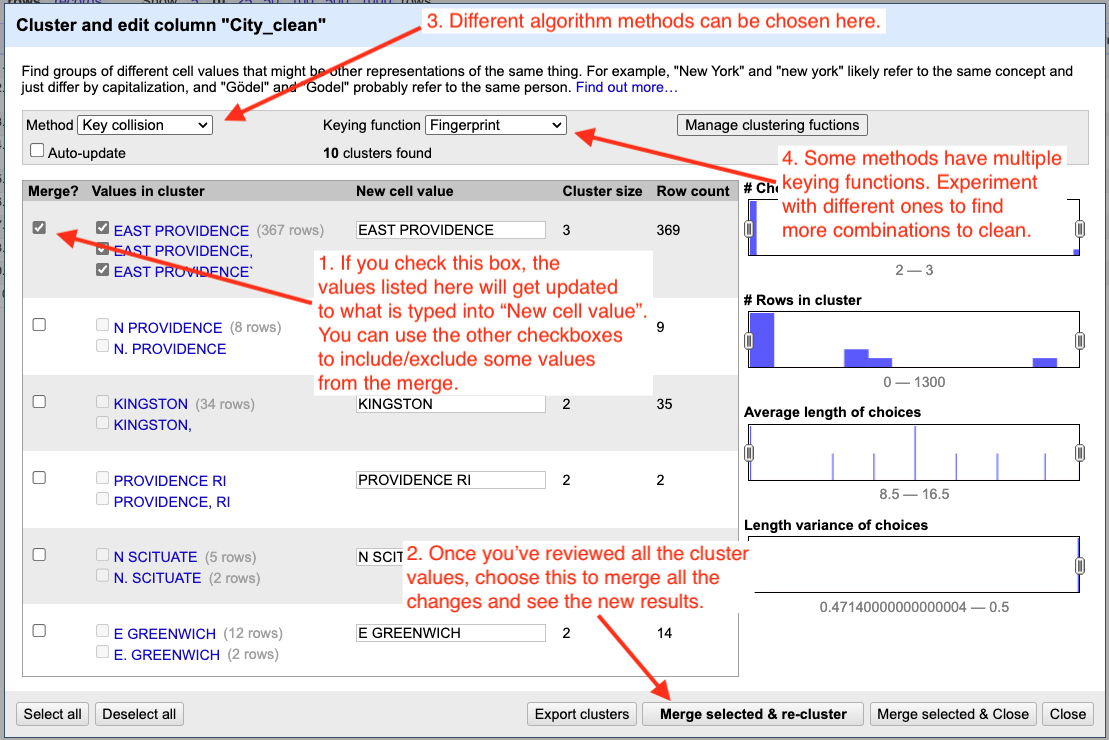 Cluster and edit column "City_clean"
3. Different algorithm methods can be chosen here.
Find groups of different cell values that might be other representations of the same thing. For example, "New York" and "new york" likely refer to the same concept and
just differ by capitalization, and "Gödel" and "Godel" probably refer to the same person. Find out more…
Method Key collision Keying function Fingerprint Manage clustering fuctions
Auto-update 10 clusters found
4. Some methods have multiple
keying functions. Experiment
with different ones to find
more combinations to clean.
Merge? Values in cluster New cell value Cluster size Row count
EAST PROVIDENCE (367 rows) EAST PROVIDENCE 3 369
EAST PROVIDENCE,
EAST PROVIDENCE`
1. If you check this box, the
values listed here will get updated
to what is typed into “New cell value”.
You can use the other checkboxes
to include/exclude some values
from the merge.
N PROVIDENCE (8 rows) 9
N. PROVIDENCE
KINGSTON (34 rows) KINGSTON 2 35
KINGSTON,
PROVIDENCE RI PROVIDENCE RI 2 2
PROVIDENCE, RI
N SCITUATE (5 rows) N SCIT
N. SCITUATE (2 rows)
2. Once you’ve reviewed all the cluster
values, choose this to merge all the
changes and see the new results.
E GREENWICH (12 rows) E GREENWICH 2 14
E. GREENWICH (2 rows)
# Cho
2 — 3
# Rows in cluster
0 — 1300
Average length of choices
8.5 — 16.5
Length variance of choices
0.47140000000000004 — 0.5
Select all Deselect all Export clusters Merge selected & re-cluster Merge selected & Close Close